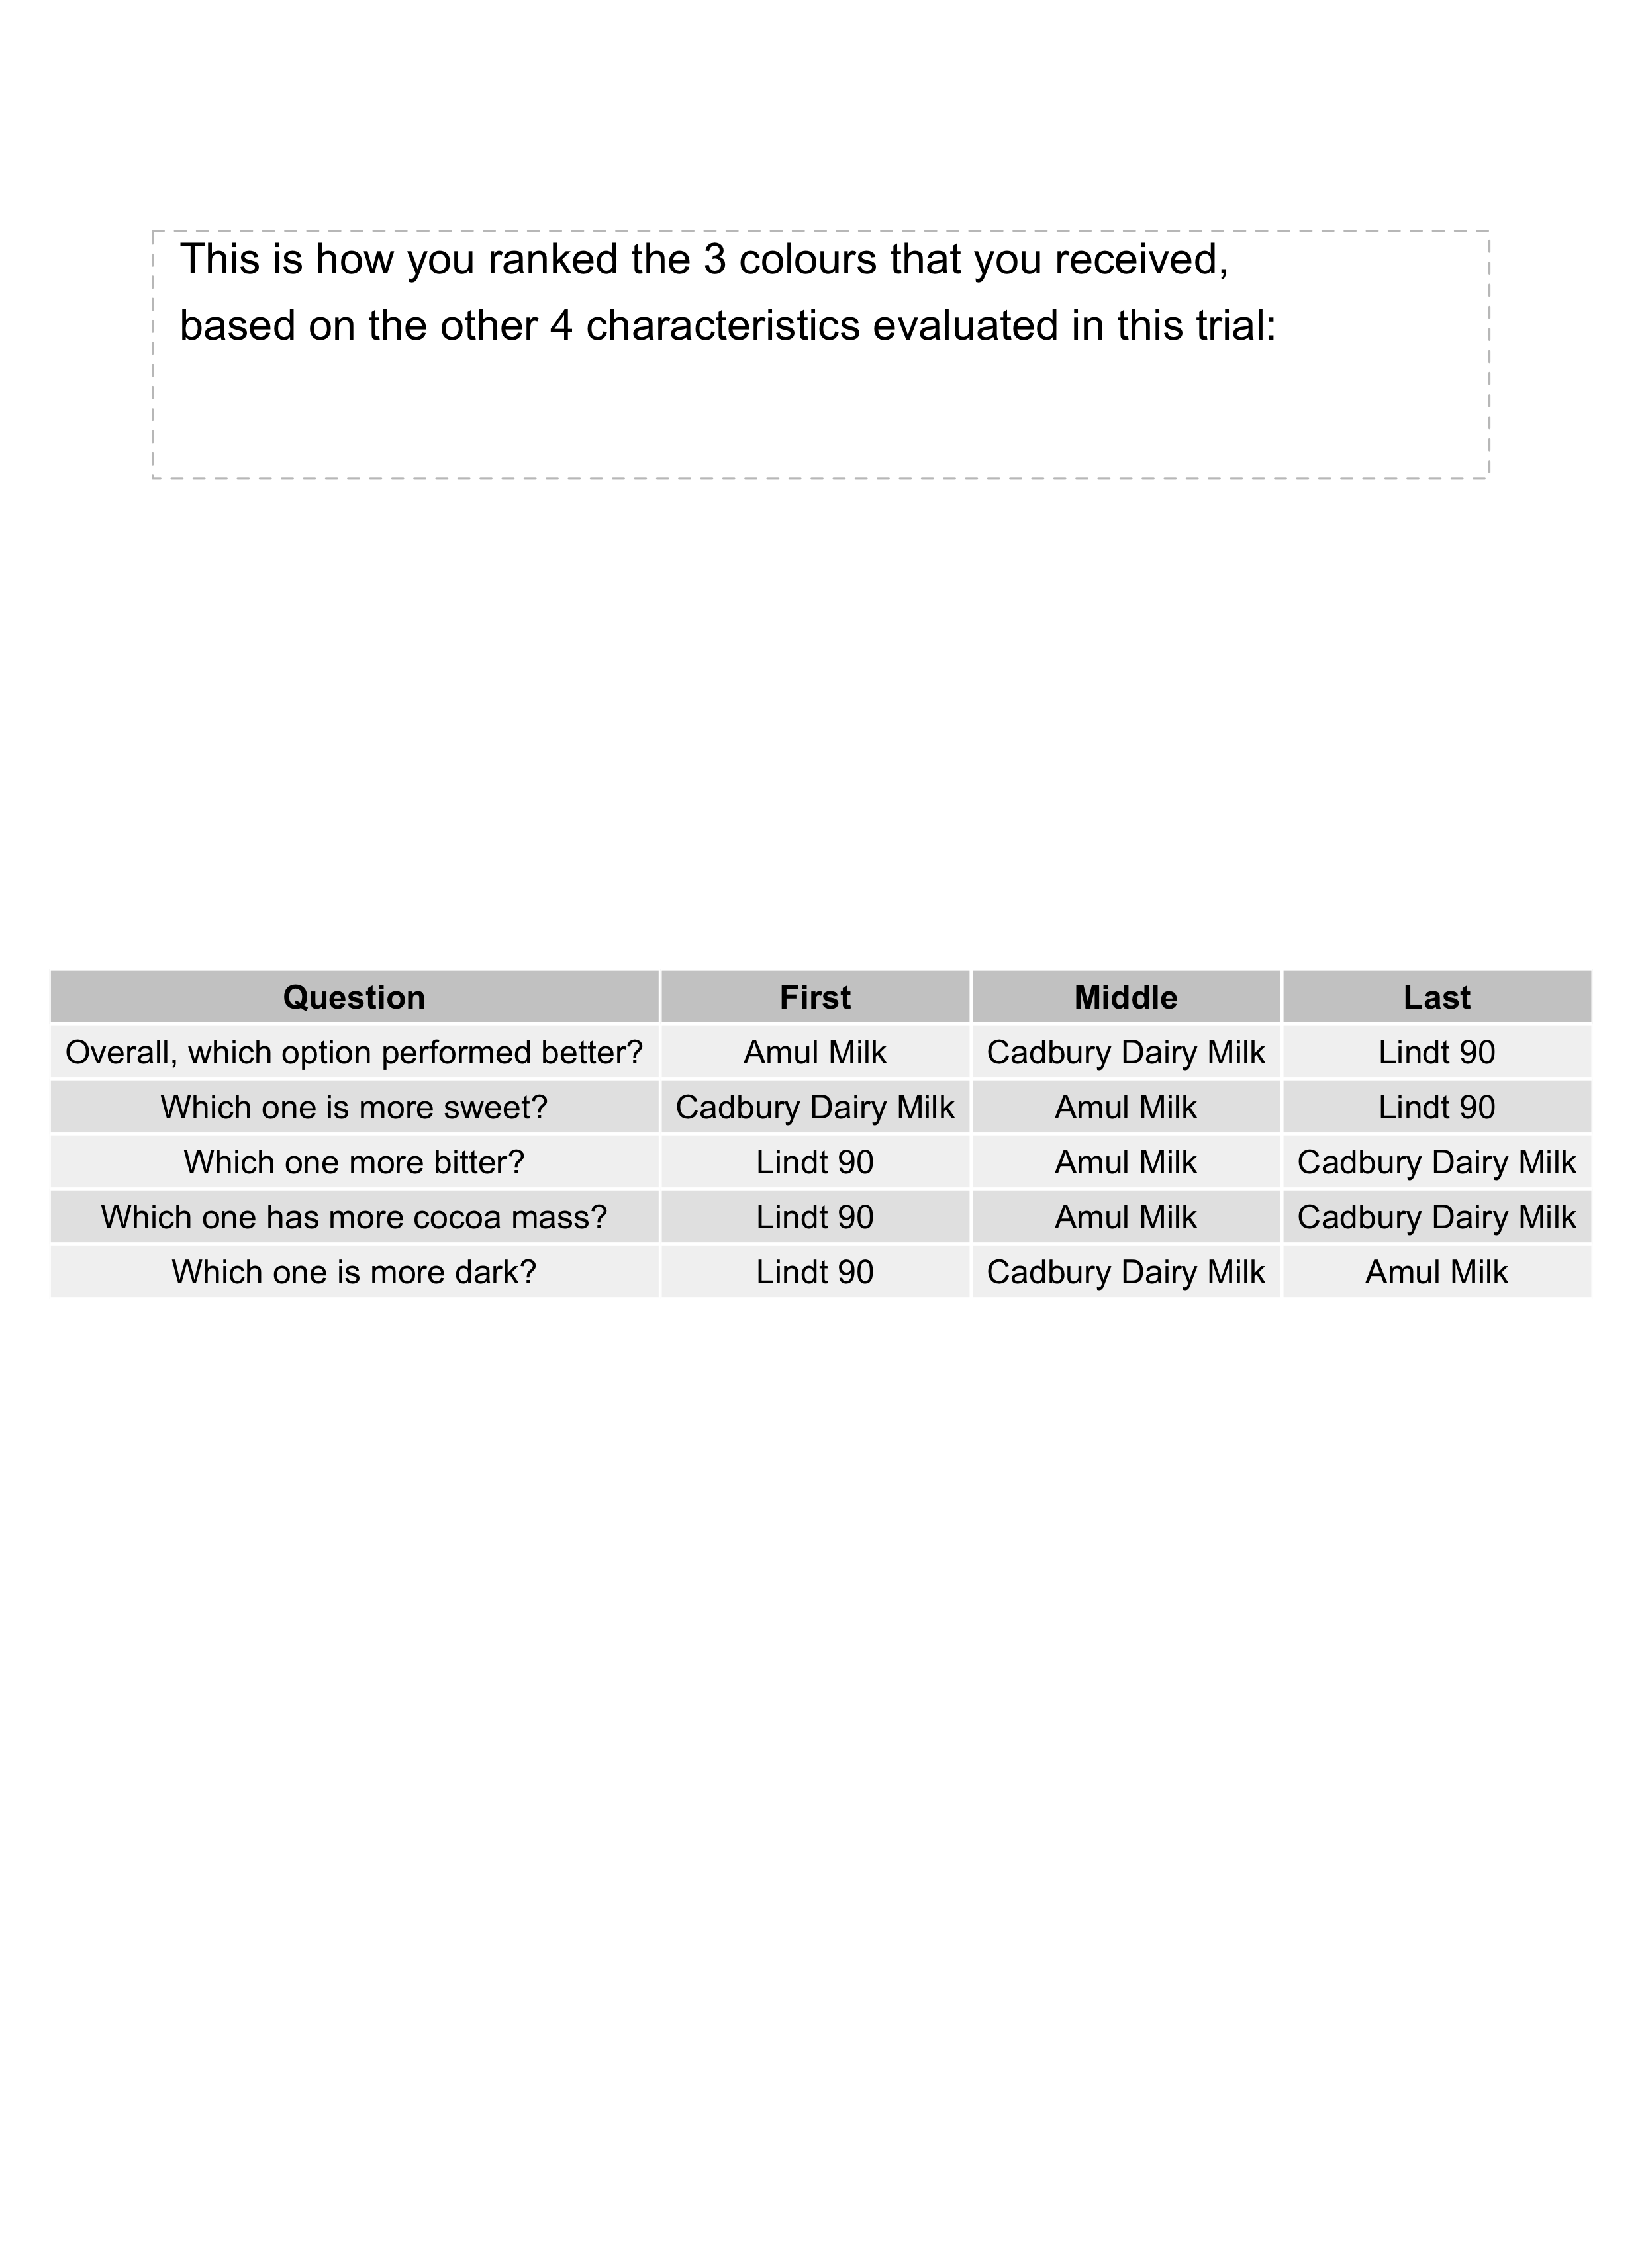 This is how you ranked the 3 colours that you received,
based on the other 4 characteristics evaluated in this trial:
Question First Middle Last
Overall, which option performed better? Amul Milk Cadbury Dairy Milk Lindt 90
Which one is more sweet? Cadbury Dairy Milk Amul Milk Lindt 90
Which one more bitter? Lindt 90 Amul Milk Cadbury Dairy Milk
Which one has more cocoa mass? Lindt 90 Amul Milk Cadbury Dairy Milk
Which one is more dark? Lindt 90 Cadbury Dairy Milk Amul Milk